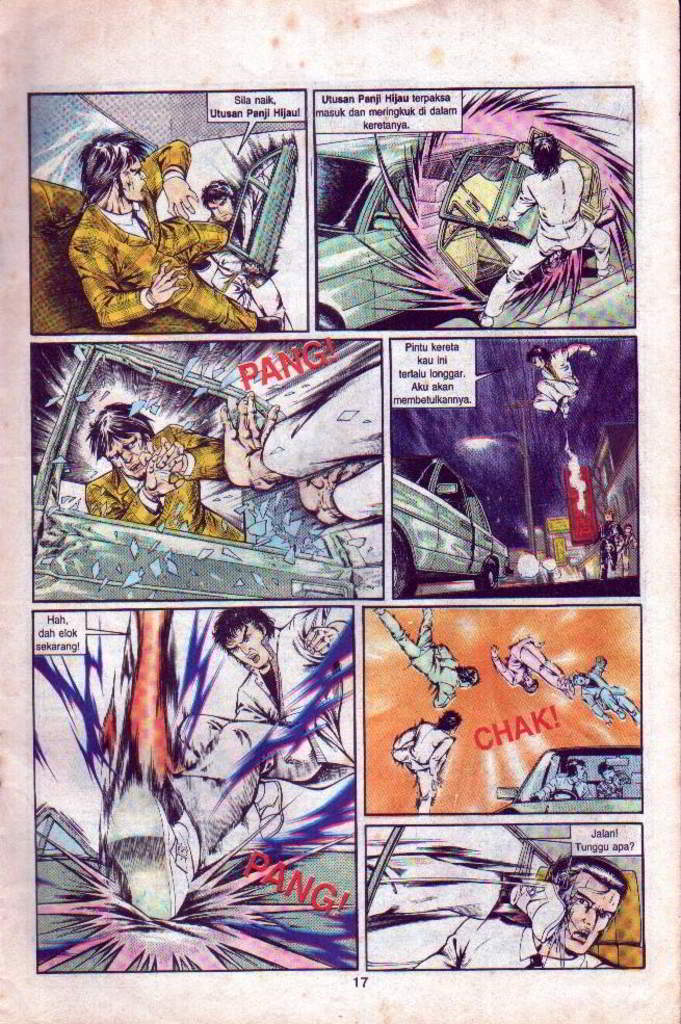 Sila naik,
Utusan Panji Hijau!
Utusan Panji Hijau terpaksa
masuk dan meringkuk di dalam
keretanya.
PANG!
Pintu kereta
kau ini
terlalu longgar.
Aku akan
membetulkannya.
Hah,
dah elok
sekarang!
PANG!
CHAK!
Jalan!
Tunggu apa?
17